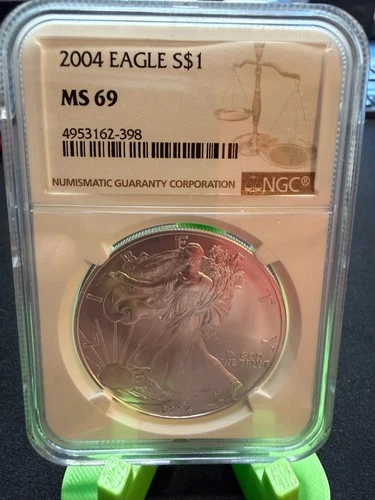 2004 EAGLE S$1
MS 69
4953162-398
NUMISMATIC GUARANTY CORPORATION
NGC®
LIBERTY
IN GOD
WE TRUST